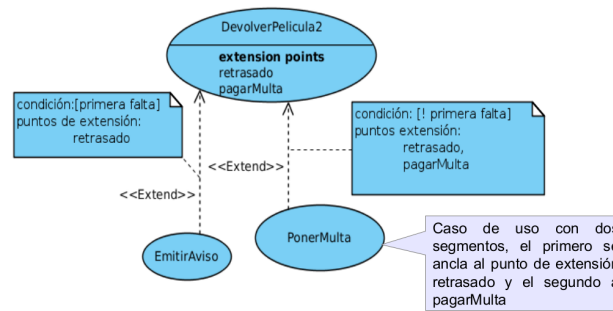 DevolverPelicula2
extension points
retrasado
pagarMulta
condición:[primera falta]
puntos de extensión:
retrasado
condición: [! primera falta]
puntos extensión:
retrasado,
pagarMulta
<<Extend>>
<<Extend>>
EmitirAviso
PonerMulta
Caso de uso con dos
segmentos, el primero se
ancla al punto de extensión
retrasado y el segundo a
pagarMulta